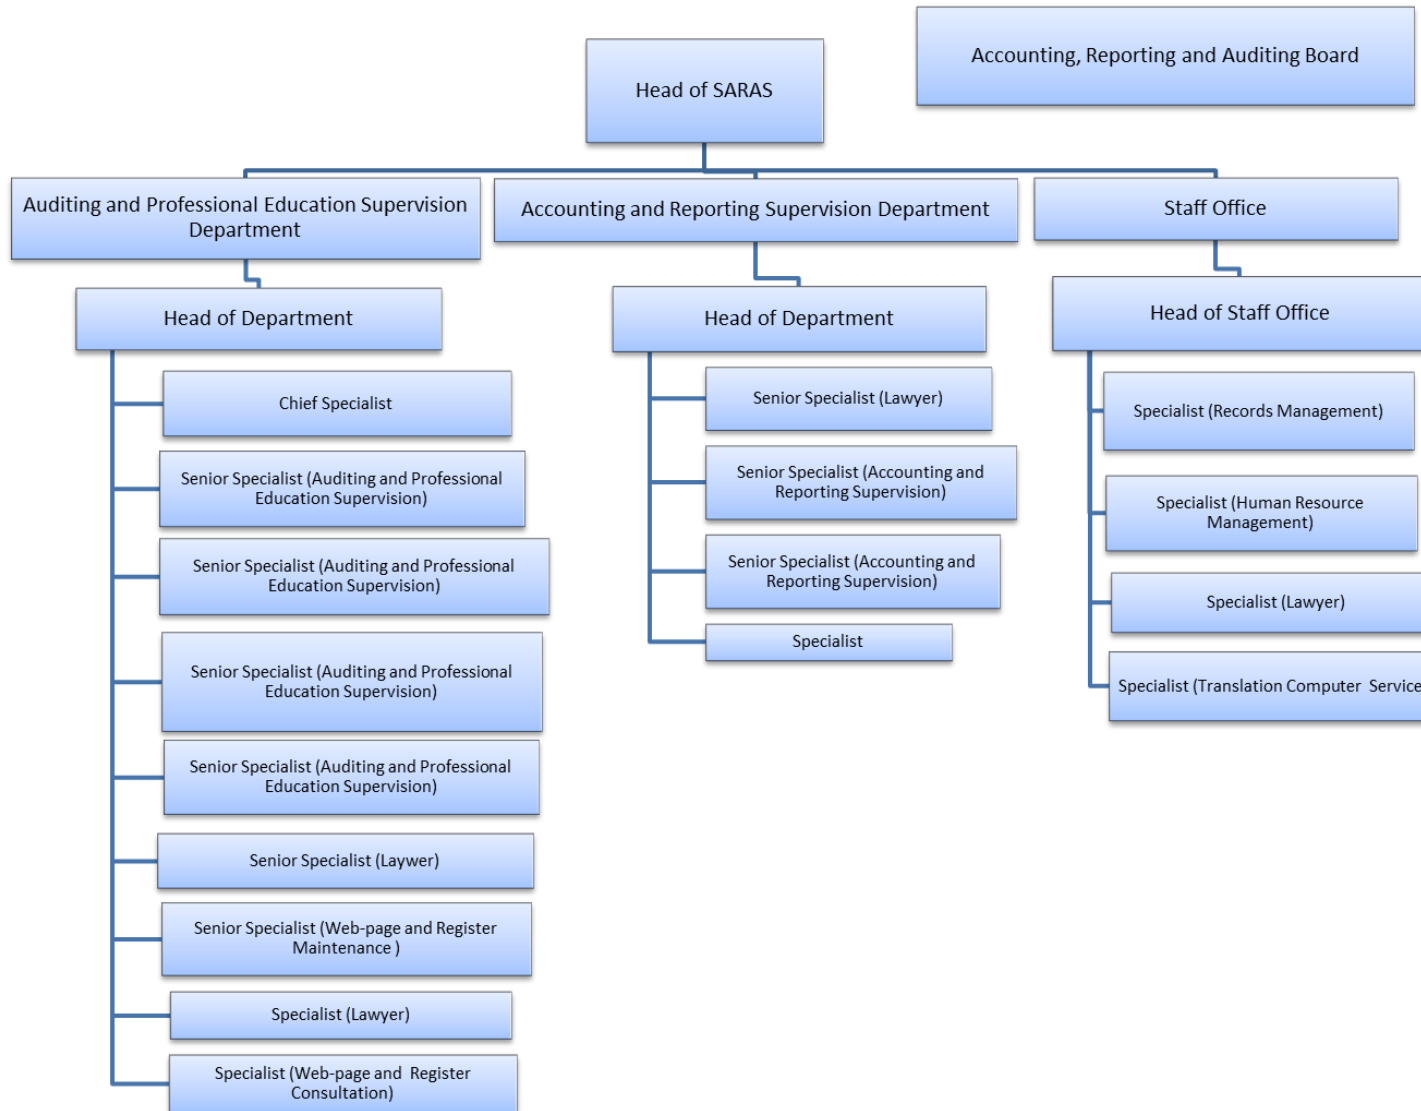 Accounting, Reporting and Auditing Board
Head of SARAS
Auditing and Professional Education Supervision
Department
Accounting and Reporting Supervision Department
Staff Office
Head of Department
Chief Specialist
Senior Specialist (Auditing and Professional
Education Supervision)
Senior Specialist (Auditing and Professional
Education Supervision)
Senior Specialist (Auditing and Professional
Education Supervision)
Senior Specialist (Auditing and Professional
Education Supervision)
Senior Specialist (Laywer)
Senior Specialist (Web-page and Register
Maintenance )
Specialist (Lawyer)
Specialist (Web-page and  Register
Consultation)
Head of Department
Senior Specialist (Lawyer)
Senior Specialist (Accounting and
Reporting Supervision)
Senior Specialist (Accounting and
Reporting Supervision)
Specialist
Head of Staff Office
Specialist (Records Management)
Specialist (Human Resource
Management)
Specialist (Lawyer)
Specialist (Translation Computer  Service